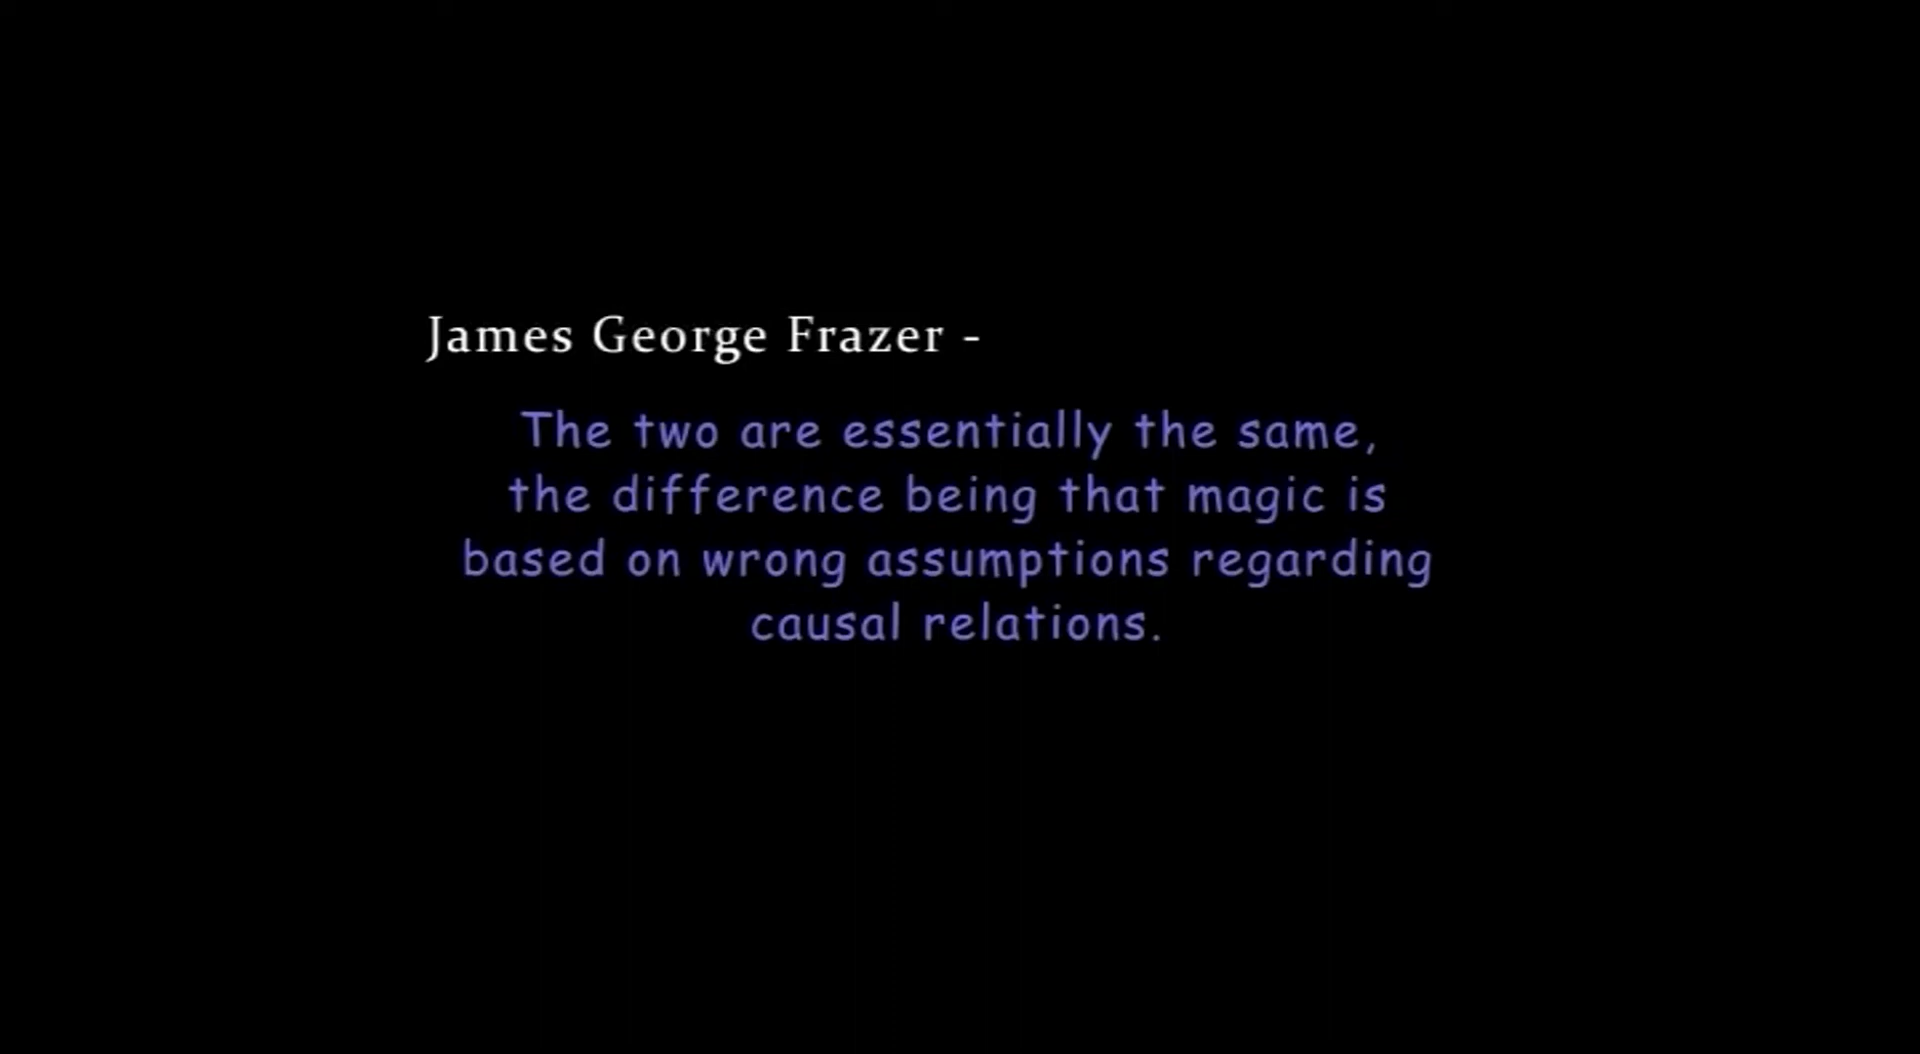 James George Frazer -
The two are essentially the same,
the difference being that magic is
based on wrong assumptions regarding
causal relations.